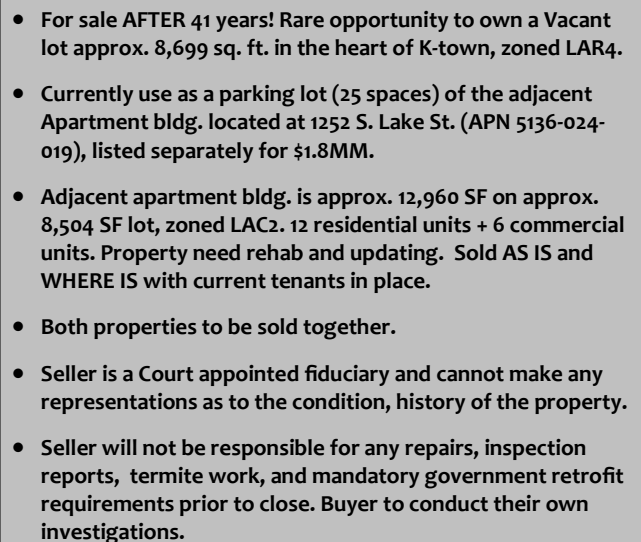 • For sale AFTER 41 years! Rare opportunity to own a Vacant
lot approx. 8,699 sq. ft. in the heart of K-town, zoned LAR4.
• Currently use as a parking lot (25 spaces) of the adjacent
Apartment bldg. located at 1252 S. Lake St. (APN 5136-024-
019), listed separately for $1.8MM.
• Adjacent apartment bldg. is approx. 12,960 SF on approx.
8,504 SF lot, zoned LAC2. 12 residential units + 6 commercial
units. Property need rehab and updating.  Sold AS IS and
WHERE IS with current tenants in place.
• Both properties to be sold together.
• Seller is a Court appointed fiduciary and cannot make any
representations as to the condition, history of the property.
• Seller will not be responsible for any repairs, inspection
reports,  termite work, and mandatory government retrofit
requirements prior to close. Buyer to conduct their own
investigations.